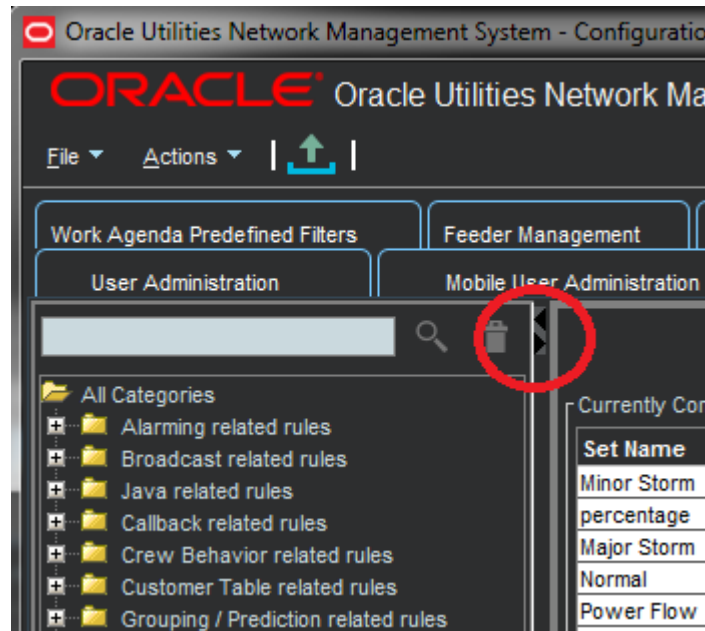 Oracle Utilities Network Management System - Configuratio
ORACLE Oracle Utilities Network Ma
File Actions
Work Agenda Predefined Filters Feeder Management
User Administration Mobile User Administration
All Categories
Alarming related rules
Broadcast related rules
Java related rules
Callback related rules
Crew Behavior related rules
Customer Table related rules
Grouping / Prediction related rules
Currently Cor
Set Name
Minor Storm
percentage
Major Storm
Normal
Power Flow